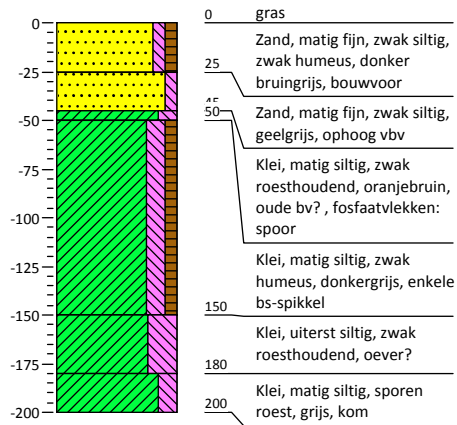 0
-25
-50
-75
-100
-125
-150
-175
-200
0 gras
Zand, matig fijn, zwak siltig,
zwak humeus, donker
25 bruingrijs, bouwvoor
45
Zand, matig fijn, zwak siltig,
50 geelgrijs, ophoog vbv
Klei, matig siltig, zwak
roesthoudend, oranjebruin,
oude bv? , fosfaatvlekken:
spoor
Klei, matig siltig, zwak
humeus, donkergrijs, enkele
150 bs-spikkel
Klei, uiterst siltig, zwak
180 roesthoudend, oever?
Klei, matig siltig, sporen
200 roest, grijs, kom